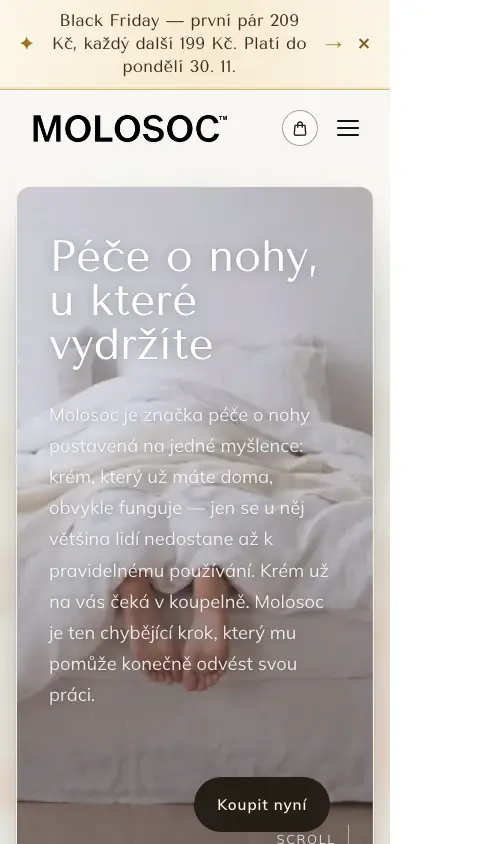 Black Friday — první pár 209
Kč, každý další 199 Kč. Platí do
pondělí 30. 11.
MOLOSOC™
Péče o nohy,
u které
vydržíte
Molosoc je značka péče o nohy
postavená na jedné myšlence:
krém, který už máte doma,
obvykle funguje — jen se u něj
většina lidí nedostane až k
pravidelnému používání. Krém už
na vás čeká v koupelně. Molosoc
je ten chybějící krok, který mu
pomůže konečně odvést svou
práci.
Koupit nyní
SCROLL